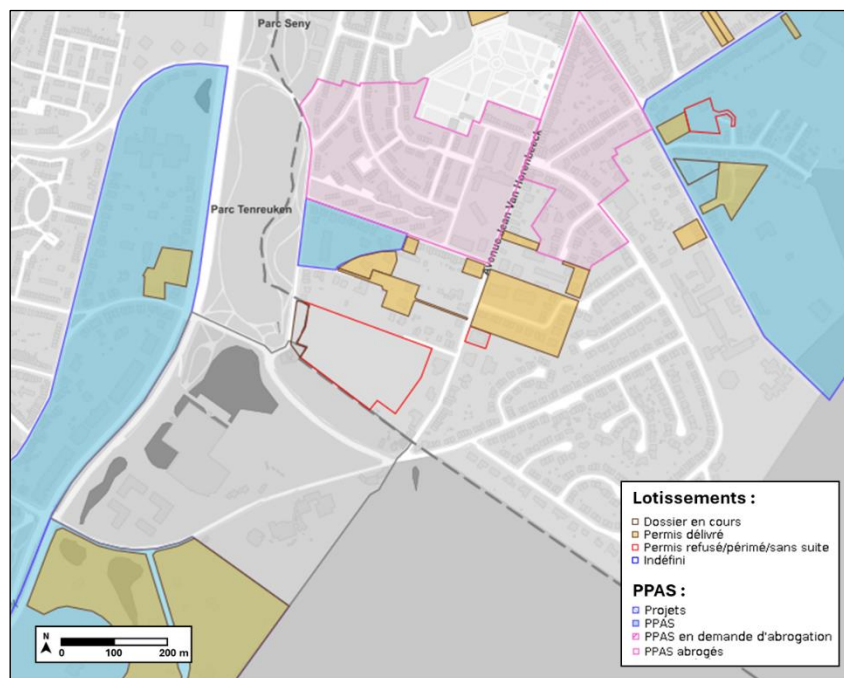 Parc Seny
Avenue Jean Van Horenbeeck
Parc Tenreuken
Lotissements :
Dossier en cours
Permis délivré
Permis refusé/périmé/sans suite
Indéfini
PPAS :
Projets
PPAS
PPAS en demande d'abrogation
PPAS abrogés
N
0 100 200 m